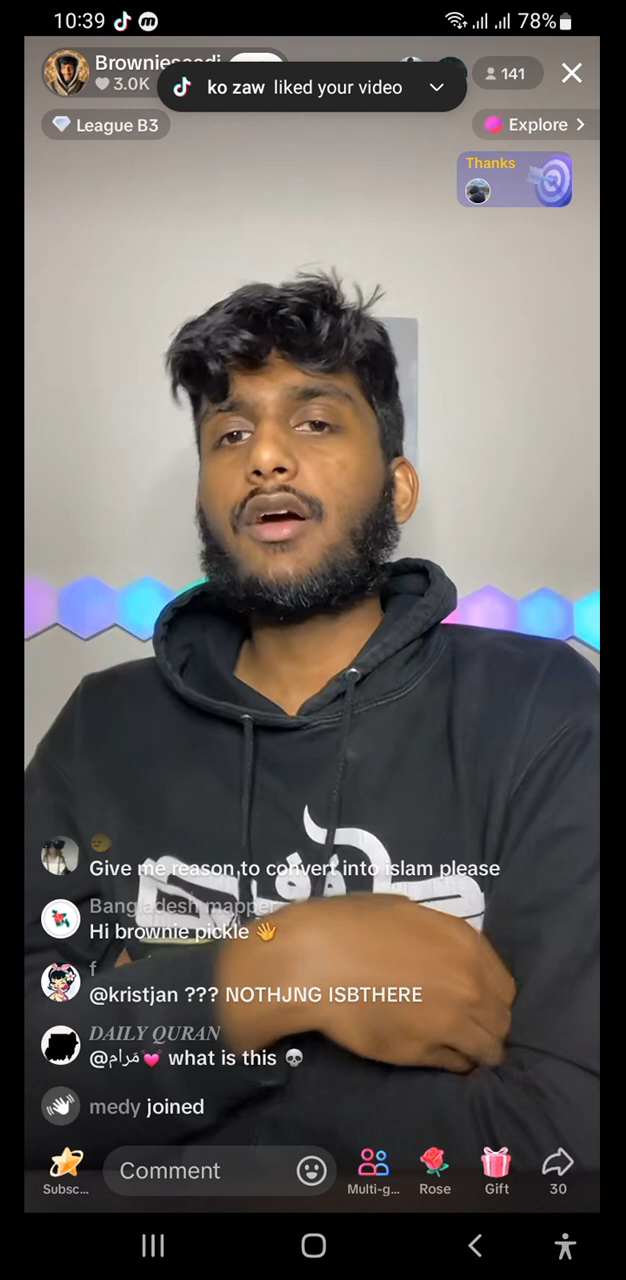 10:39
78%
3.0K
ko zaw liked your video
141
League B3
Explore
Thanks
Give me reason,to convert into islam please
Bangladesh mapper
Hi brownie pickle 👋
f
@kristjan ??? NOTHJNG ISBTHERE
DAILY QURAN
@مَرام💓 what is this 💀
medy joined
Subsc...
Comment
Multi-g...
Rose
Gift
30